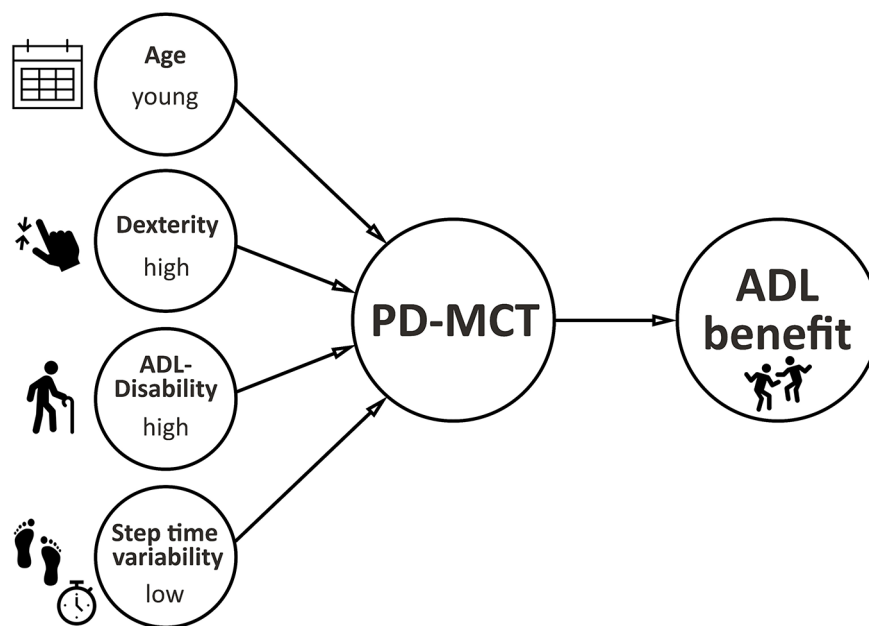 Age
young
Dexterity
high
ADL-
Disability
high
Step time
variability
low
PD-MCT
ADL
benefit